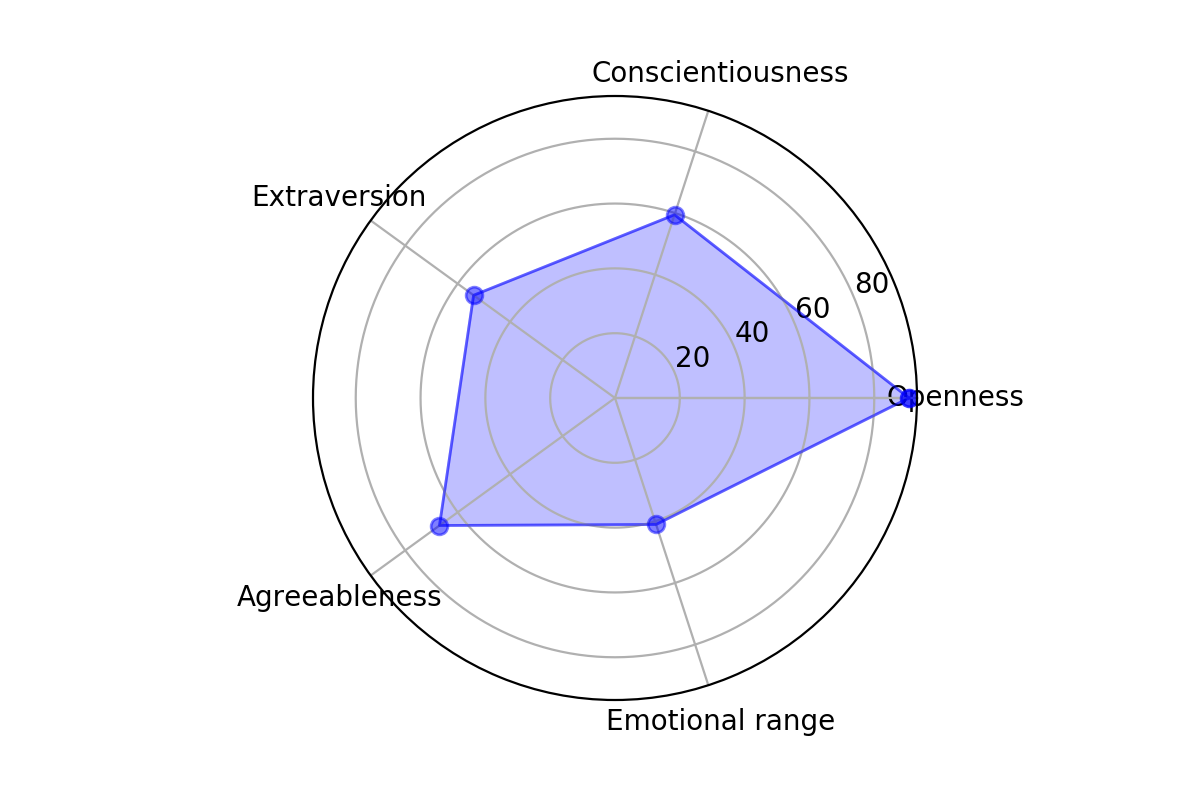 Conscientiousness
Extraversion
80
60
40
20
Openness
Agreeableness
Emotional range